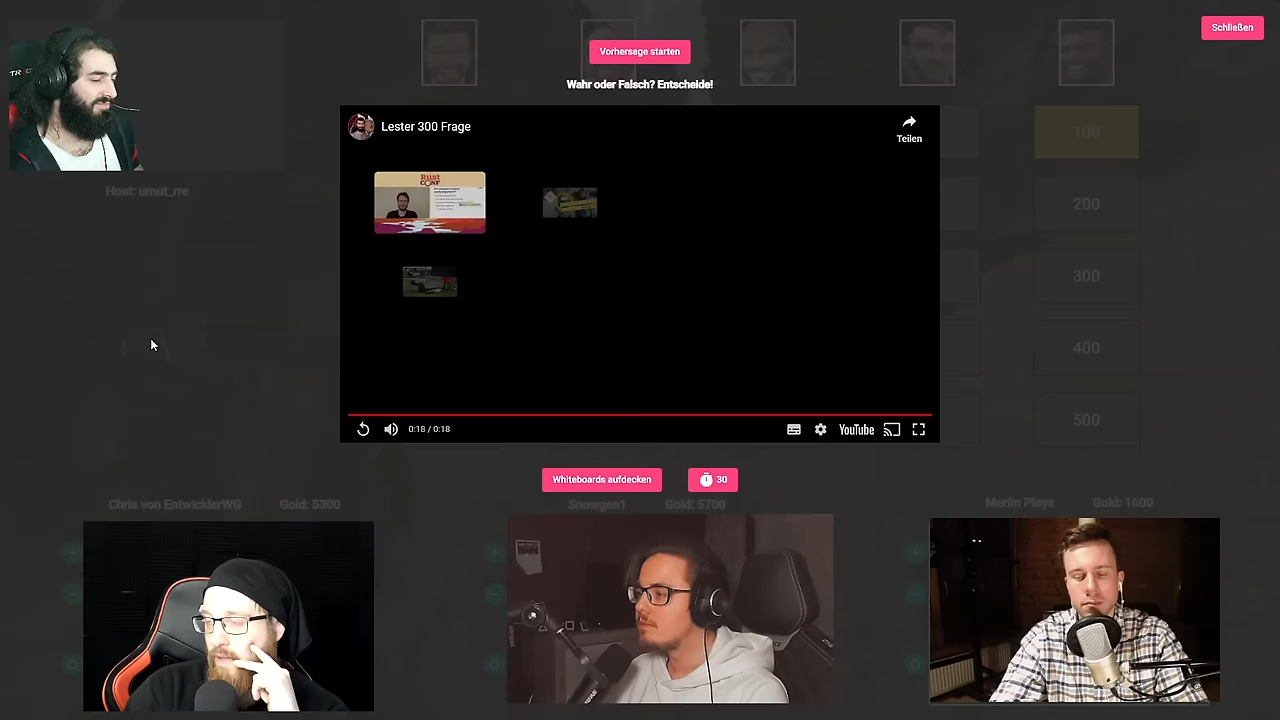 Schließen
Vorhersage starten
Wahr oder Falsch? Entscheide!
Lester 300 Frage
Teilen
Rust
CONF
100
Host: umut_rre
200
300
400
500
0:18 / 0:18
YouTube
Whiteboards aufdecken
30
Chris von EntwicklerWG Gold: 5300
Snowgen1 Gold: 5700
Merlin Plays Gold: 1600